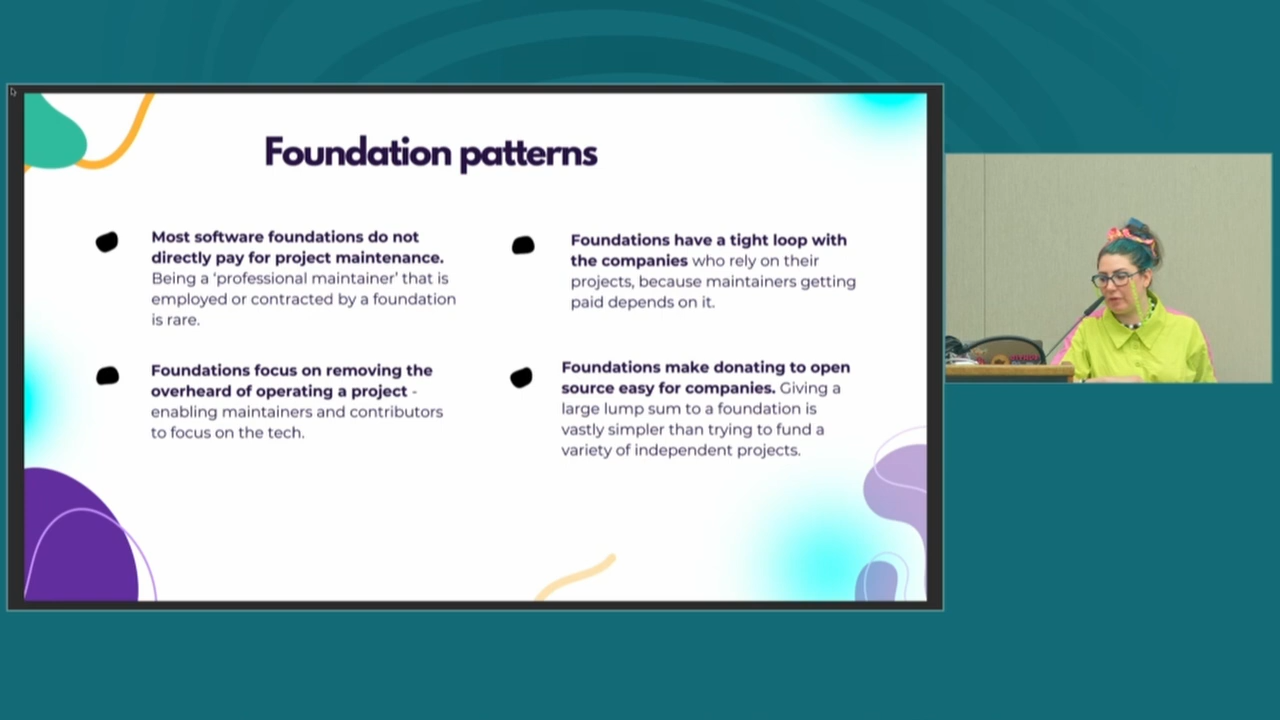 Foundation patterns
Most software foundations do not
directly pay for project maintenance.
Being a ‘professional maintainer’ that is
employed or contracted by a foundation
is rare.
Foundations focus on removing the
overheard of operating a project -
enabling maintainers and contributors
to focus on the tech.
Foundations have a tight loop with
the companies who rely on their
projects, because maintainers getting
paid depends on it.
Foundations make donating to open
source easy for companies. Giving a
large lump sum to a foundation is
vastly simpler than trying to fund a
variety of independent projects.